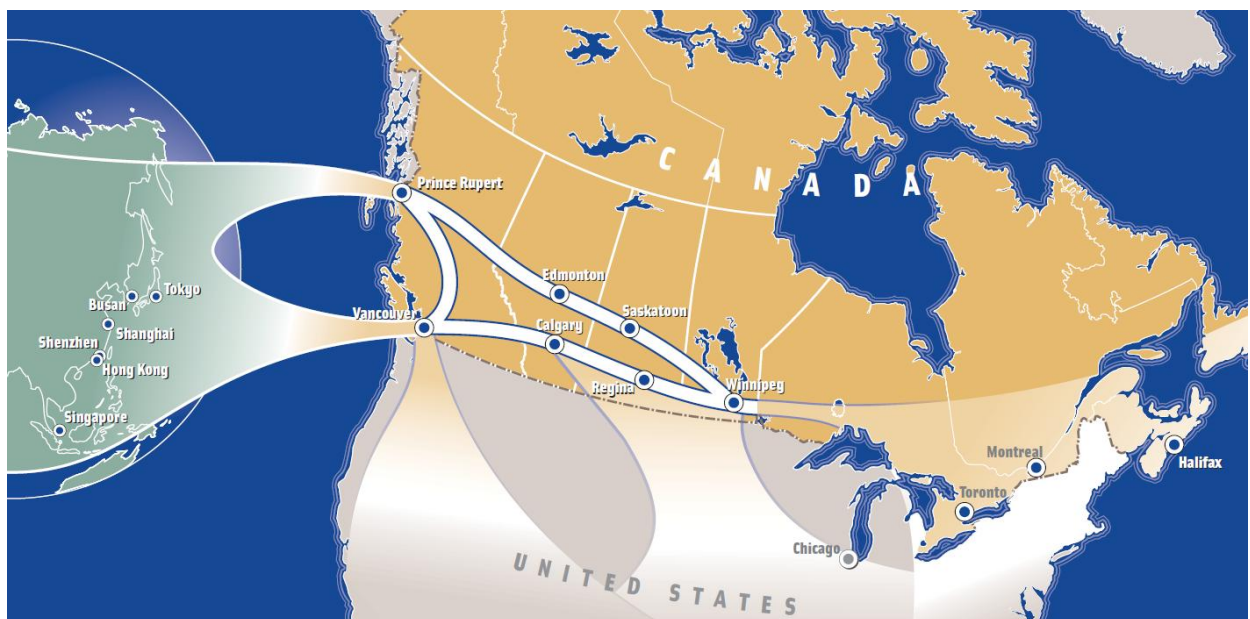 CANADA
Prince Rupert
Edmonton
Busan
Tokyo
Vancouver
Saskatoon
Shanghai
Calgary
Shenzhen
Hong Kong
Regina
Winnipeg
Singapore
Montreal
Halifax
Toronto
Chicago
UNITED STATES